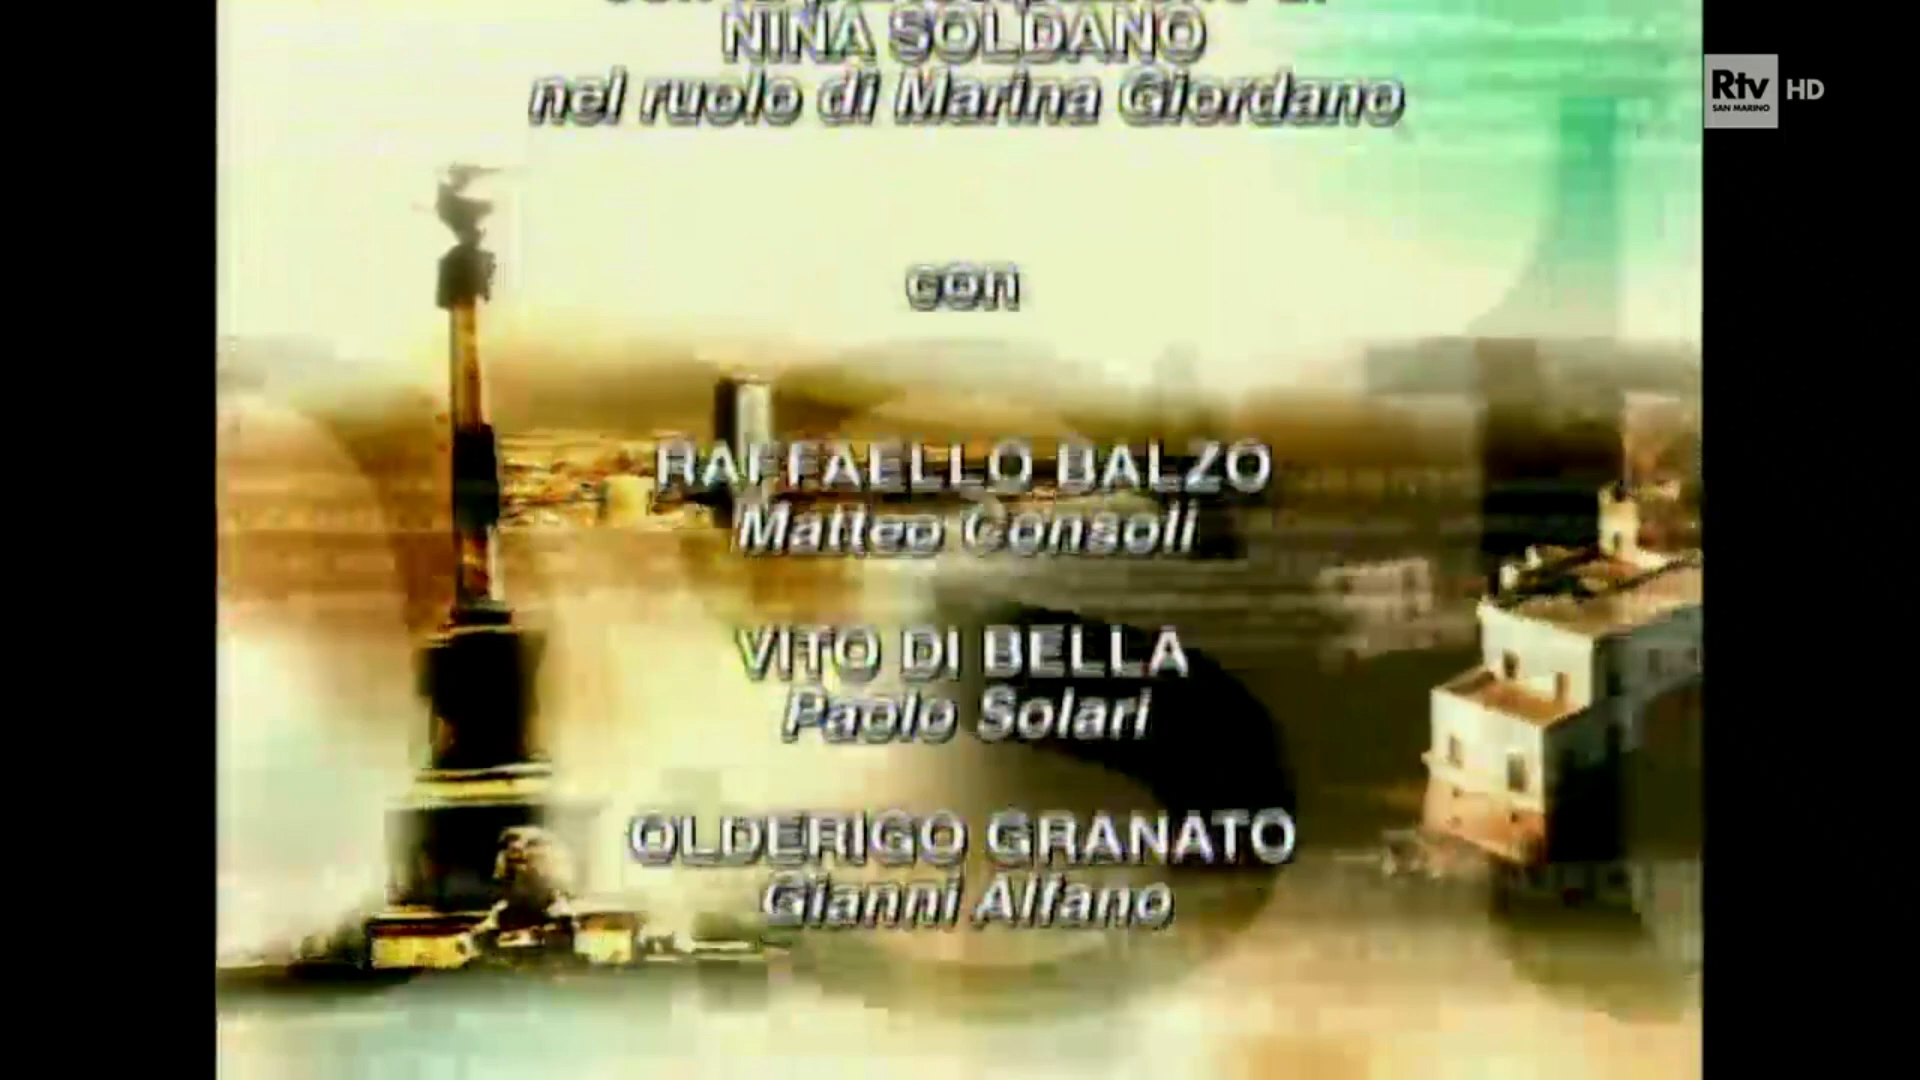 NINA SOLDANO
nel ruolo di Marina Giordano
Rtv HD
SAN MARINO
con
RAFFAELLO BALZO
Matteo Consoli
VITO DI BELLA
Paolo Solari
OLDERIGO GRANATO
Gianni Alfano